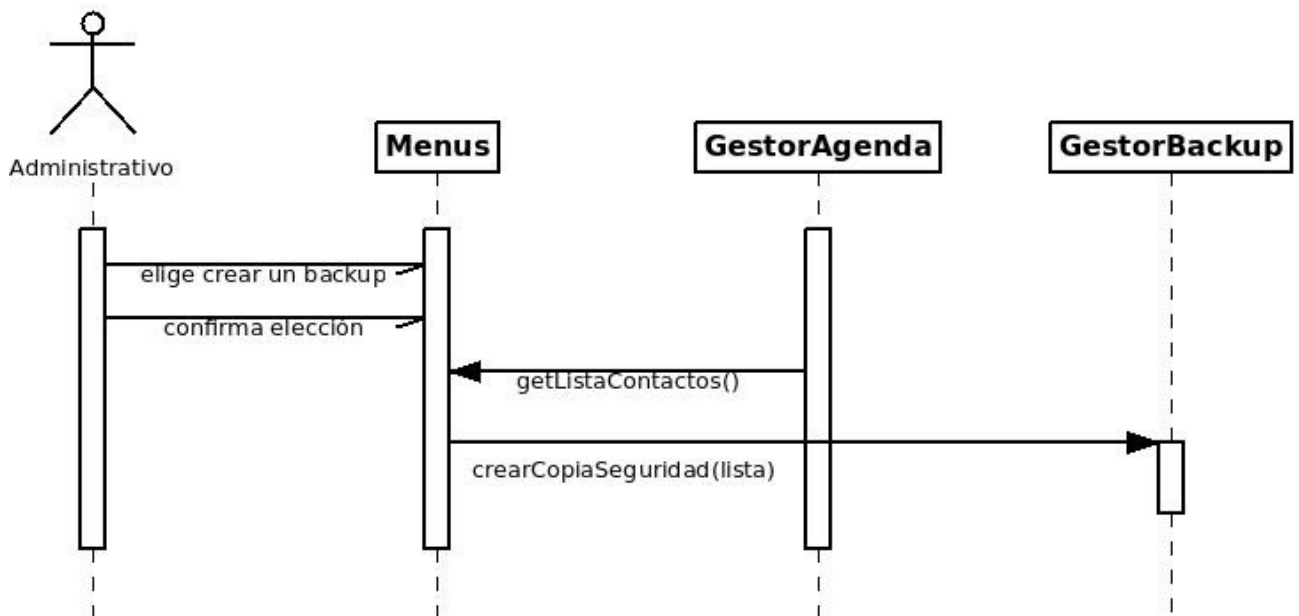 Administrativo
Menus
GestorAgenda
GestorBackup
elige crear un backup
confirma elección
getListaContactos()
crearCopiaSeguridad(lista)